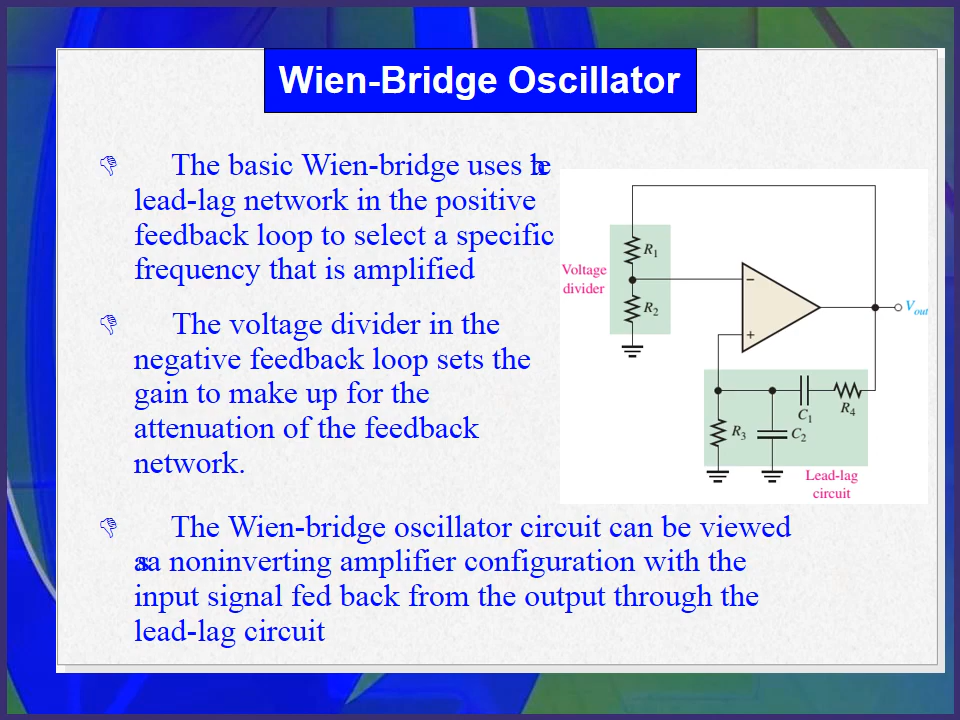 Wien-Bridge Oscillator
The basic Wien-bridge uses the
lead-lag network in the positive
feedback loop to select a specific
frequency that is amplified
The voltage divider in the
negative feedback loop sets the
gain to make up for the
attenuation of the feedback
network.
The Wien-bridge oscillator circuit can be viewed
as a noninverting amplifier configuration with the
input signal fed back from the output through the
lead-lag circuit
R1
Voltage
divider
R2
−
+
Vout
C1
R4
R3
C2
Lead-lag
circuit